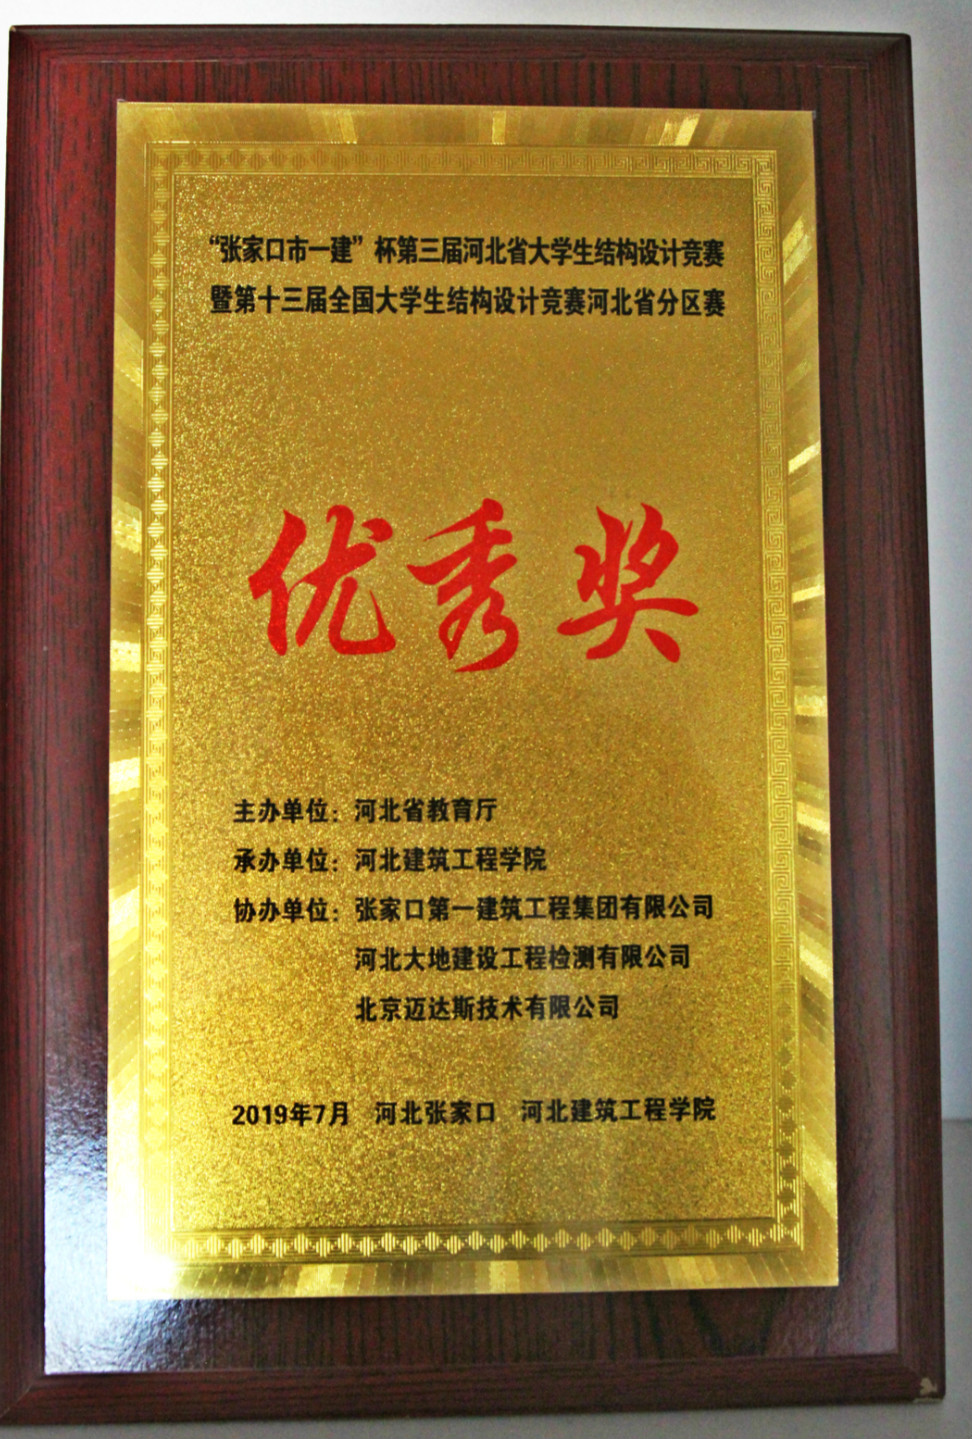 “张家口市一建”杯第三届河北省大学生结构设计竞赛
暨第十三届全国大学生结构设计竞赛河北省分区赛
优秀奖
主办单位：河北省教育厅
承办单位：河北建筑工程学院
协办单位：张家口第一建筑工程集团有限公司
河北大地建设工程检测有限公司
北京迈达斯技术有限公司
2019年7月 河北张家口 河北建筑工程学院